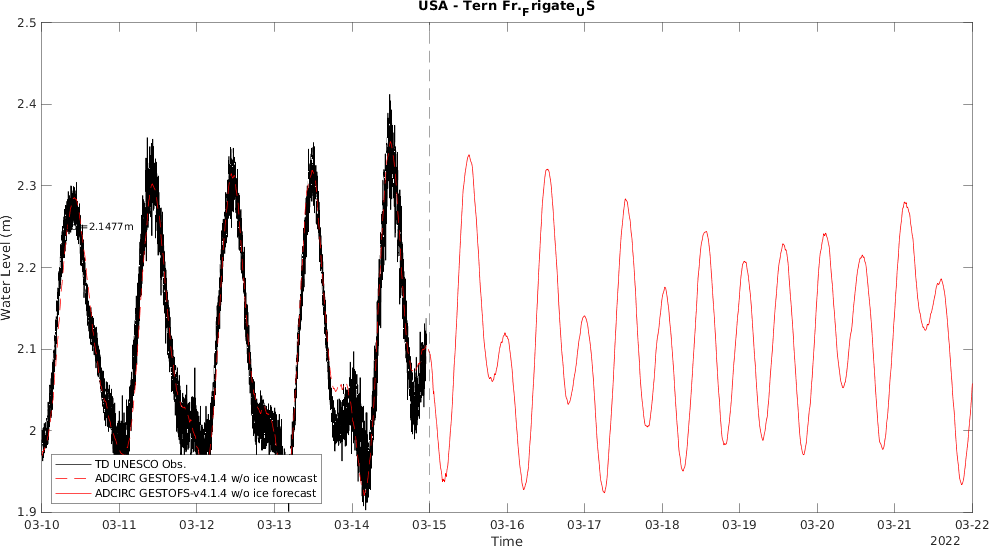 USA - Tern Fr.FrigateUS
2.5
2.4
2.3
2.2
2.1
2
1.9
Water Level (m)
=2.1477m
TD UNESCO Obs.
ADCIRC GESTOFS-v4.1.4 w/o ice nowcast
ADCIRC GESTOFS-v4.1.4 w/o ice forecast
03-10 03-11 03-12 03-13 03-14 03-15 03-16 03-17 03-18 03-19 03-20 03-21 03-22
Time
2022